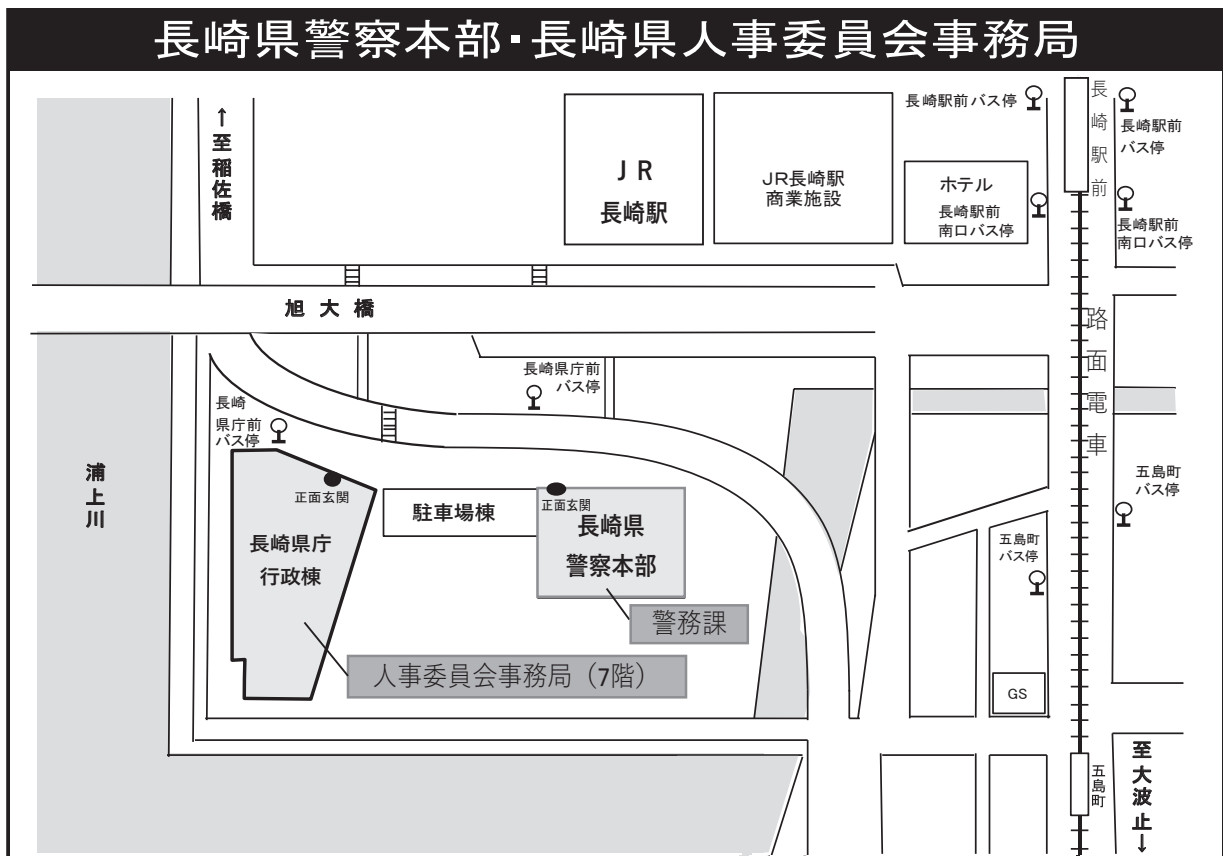 長崎県警察本部・長崎県人事委員会事務局
↑至稲佐橋
ＪＲ
長崎駅
ＪＲ長崎駅
商業施設
長崎駅前バス停
ホテル
長崎駅前
南口バス停
長崎駅前
長崎駅前
バス停
長崎駅前
南口バス停
旭大橋
路面電車
長崎県庁前
バス停
長崎
県庁前
バス停
浦上川
正面玄関
駐車場棟
正面玄関
長崎県
警察本部
長崎県庁
行政棟
警務課
人事委員会事務局（7階）
五島町
バス停
五島町
バス停
GS
五島町
至大波止↓